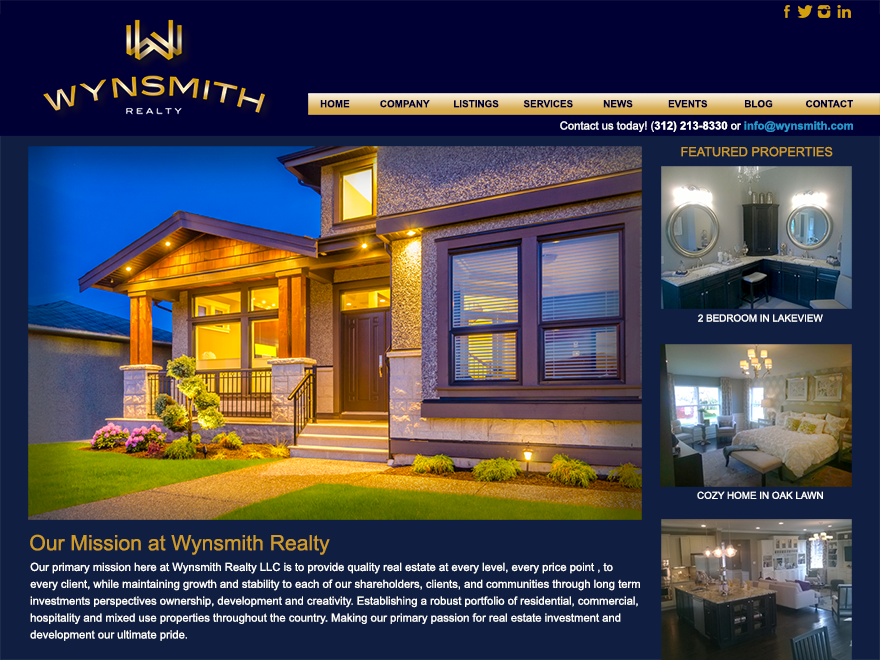 WYNSMITH
REALTY
HOME COMPANY LISTINGS SERVICES NEWS EVENTS BLOG CONTACT
Contact us today! (312) 213-8330 or info@wynsmith.com
FEATURED PROPERTIES
2 BEDROOM IN LAKEVIEW
COZY HOME IN OAK LAWN
Our Mission at Wynsmith Realty
Our primary mission here at Wynsmith Realty LLC is to provide quality real estate at every level, every price point , to
every client, while maintaining growth and stability to each of our shareholders, clients, and communities through long term
investments perspectives ownership, development and creativity. Establishing a robust portfolio of residential, commercial,
hospitality and mixed use properties throughout the country. Making our primary passion for real estate investment and
development our ultimate pride.